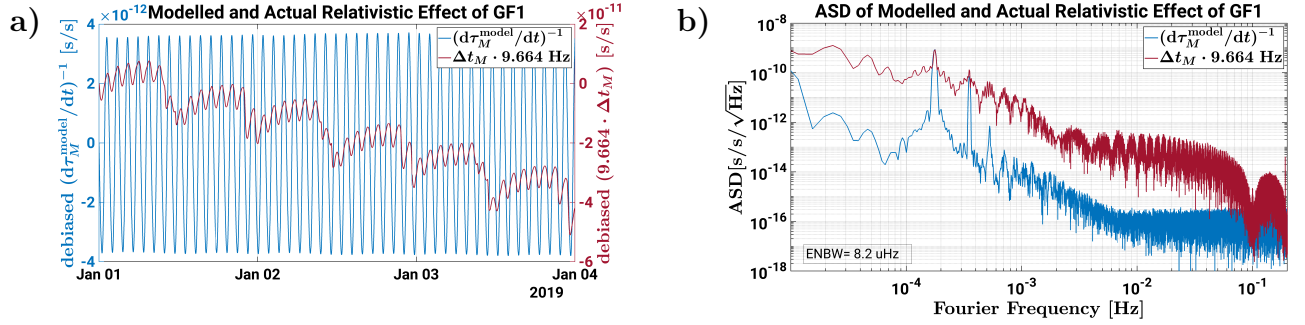 a)
×10⁻¹² Modelled and Actual Relativistic Effect of GF1 ×10⁻¹¹
debiased (dτ_M^model/dt)⁻¹ [s/s]
4
2
0
-2
-4
(dτ_M^model/dt)⁻¹
Δt_M · 9.664 Hz
2
0
-2
-4
-6
debiased (9.664 · Δt_M) [s/s]
Jan 01 Jan 02 Jan 03 Jan 04
2019
b)
ASD of Modelled and Actual Relativistic Effect of GF1
ASD[s/s/√Hz]
10⁻⁸
10⁻¹⁰
10⁻¹²
10⁻¹⁴
10⁻¹⁶
10⁻¹⁸
(dτ_M^model/dt)⁻¹
Δt_M · 9.664 Hz
ENBW= 8.2 uHz
10⁻⁴ 10⁻³ 10⁻² 10⁻¹
Fourier Frequency [Hz]